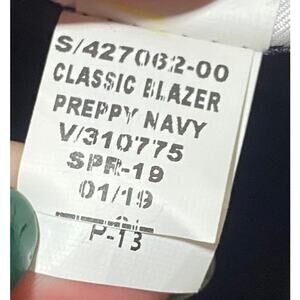 S/427062-00
CLASSIC BLAZER
PREPPY NAVY
V/310775
SPR-19
01/19
P-13